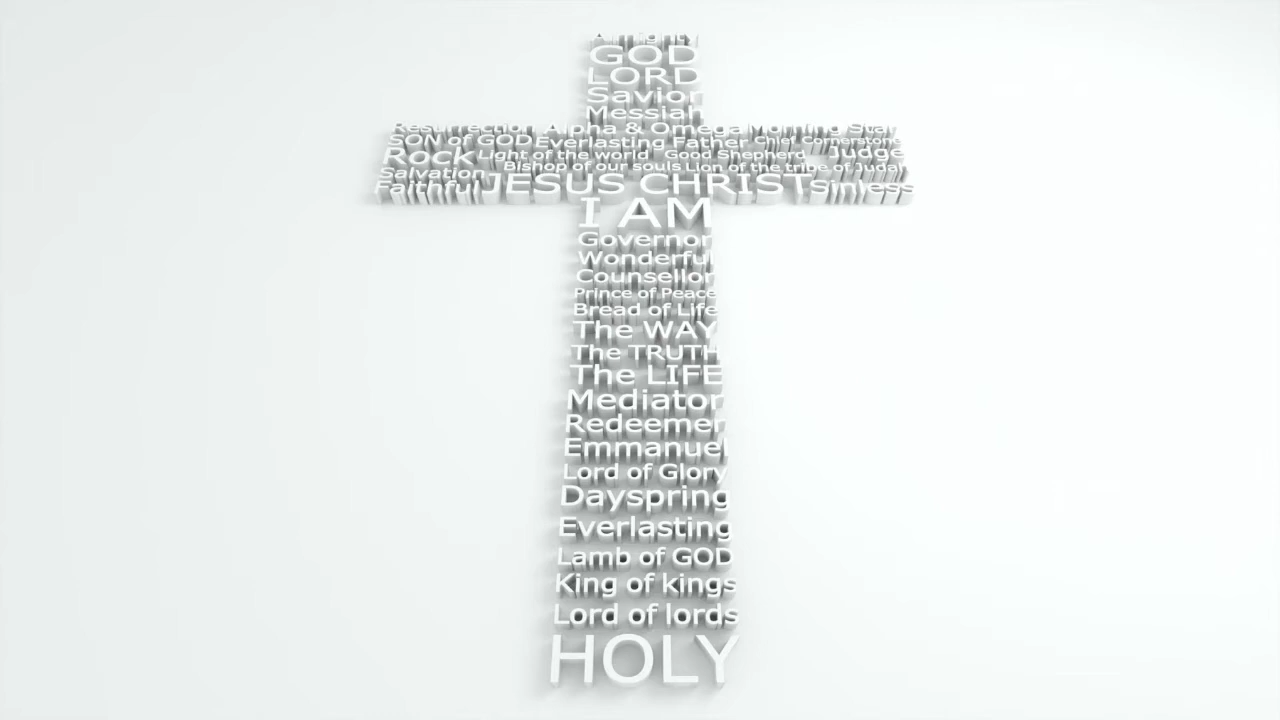 Almighty
GOD
LORD
Savior
Messiah
Resurrection Alpha & Omega Morning Star
SON of GOD Everlasting Father Chief Cornerstone
Rock Light of the world Good Shepherd Judge
Salvation Bishop of our souls Lion of the tribe of Judah
Faithful JESUS CHRIST Sinless
I AM
Governor
Wonderful
Counsellor
Prince of Peace
Bread of Life
The WAY
The TRUTH
The LIFE
Mediator
Redeemer
Emmanuel
Lord of Glory
Dayspring
Everlasting
Lamb of GOD
King of kings
Lord of lords
HOLY